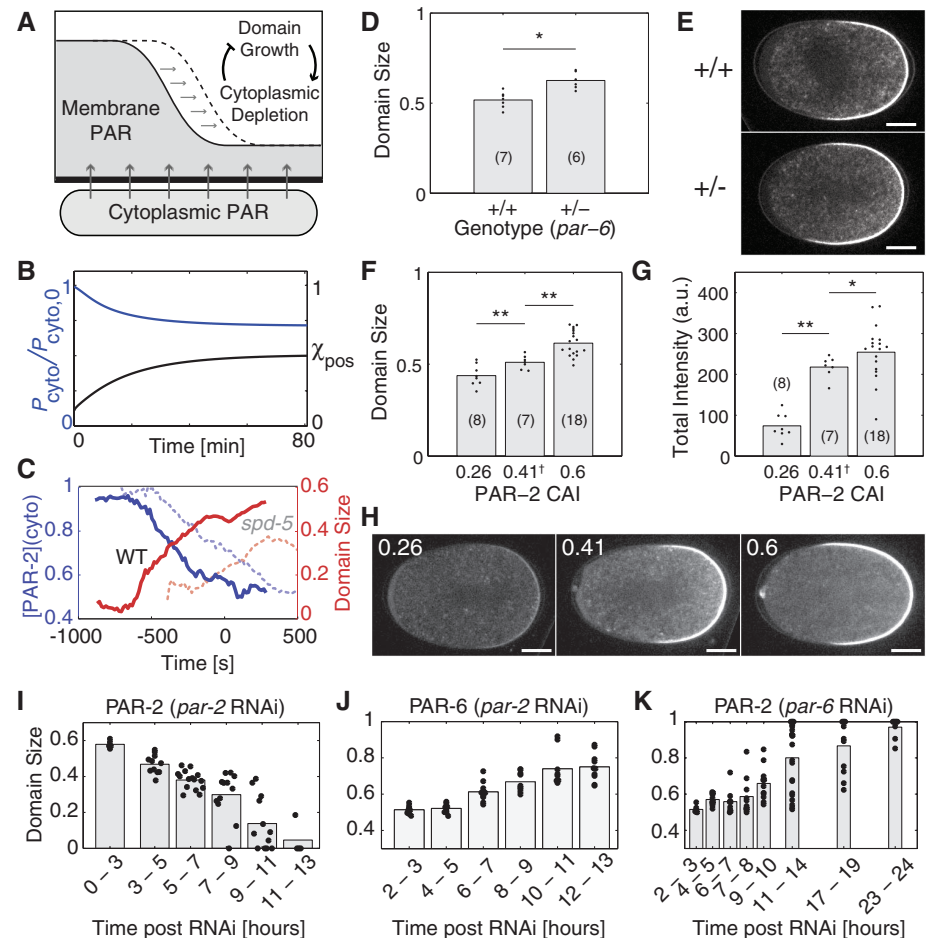 A
Domain
Growth
Cytoplasmic
Depletion
Membrane
PAR
Cytoplasmic PAR
B
1
0
Pcyto/Pcyto,0
1
χpos
0
0
80
Time [min]
C
1
0.8
0.6
0.4
[PAR-2](cyto)
0.6
0.4
0.2
0
Domain Size
WT
spd-5
-1000
-500
0
500
Time [s]
D
1
0.5
0
Domain Size
*
(7)
(6)
+/+
+/−
Genotype (par−6)
E
+/+
+/-
F
1
0.5
0
Domain Size
**
**
(8)
(7)
(18)
0.26
0.41†
0.6
PAR−2 CAI
G
400
300
200
100
0
Total Intensity (a.u.)
**
*
(8)
(7)
(18)
0.26
0.41†
0.6
PAR−2 CAI
H
0.26
0.41
0.6
I
PAR-2 (par-2 RNAi)
0.6
0.4
0.2
0
Domain Size
0 – 3
3 – 5
5 – 7
7 – 9
9 – 11
11 – 13
Time post RNAi [hours]
J
PAR-6 (par-2 RNAi)
1
0.8
0.6
0.4
2 – 3
4 – 5
6 – 7
8 – 9
10 – 11
12 – 13
Time post RNAi [hours]
K
PAR-2 (par-6 RNAi)
1
0.8
0.6
0.4
2 – 3
4 – 5
6 – 7
7 – 8
9 – 10
11 – 14
17 – 19
23 – 24
Time post RNAi [hours]